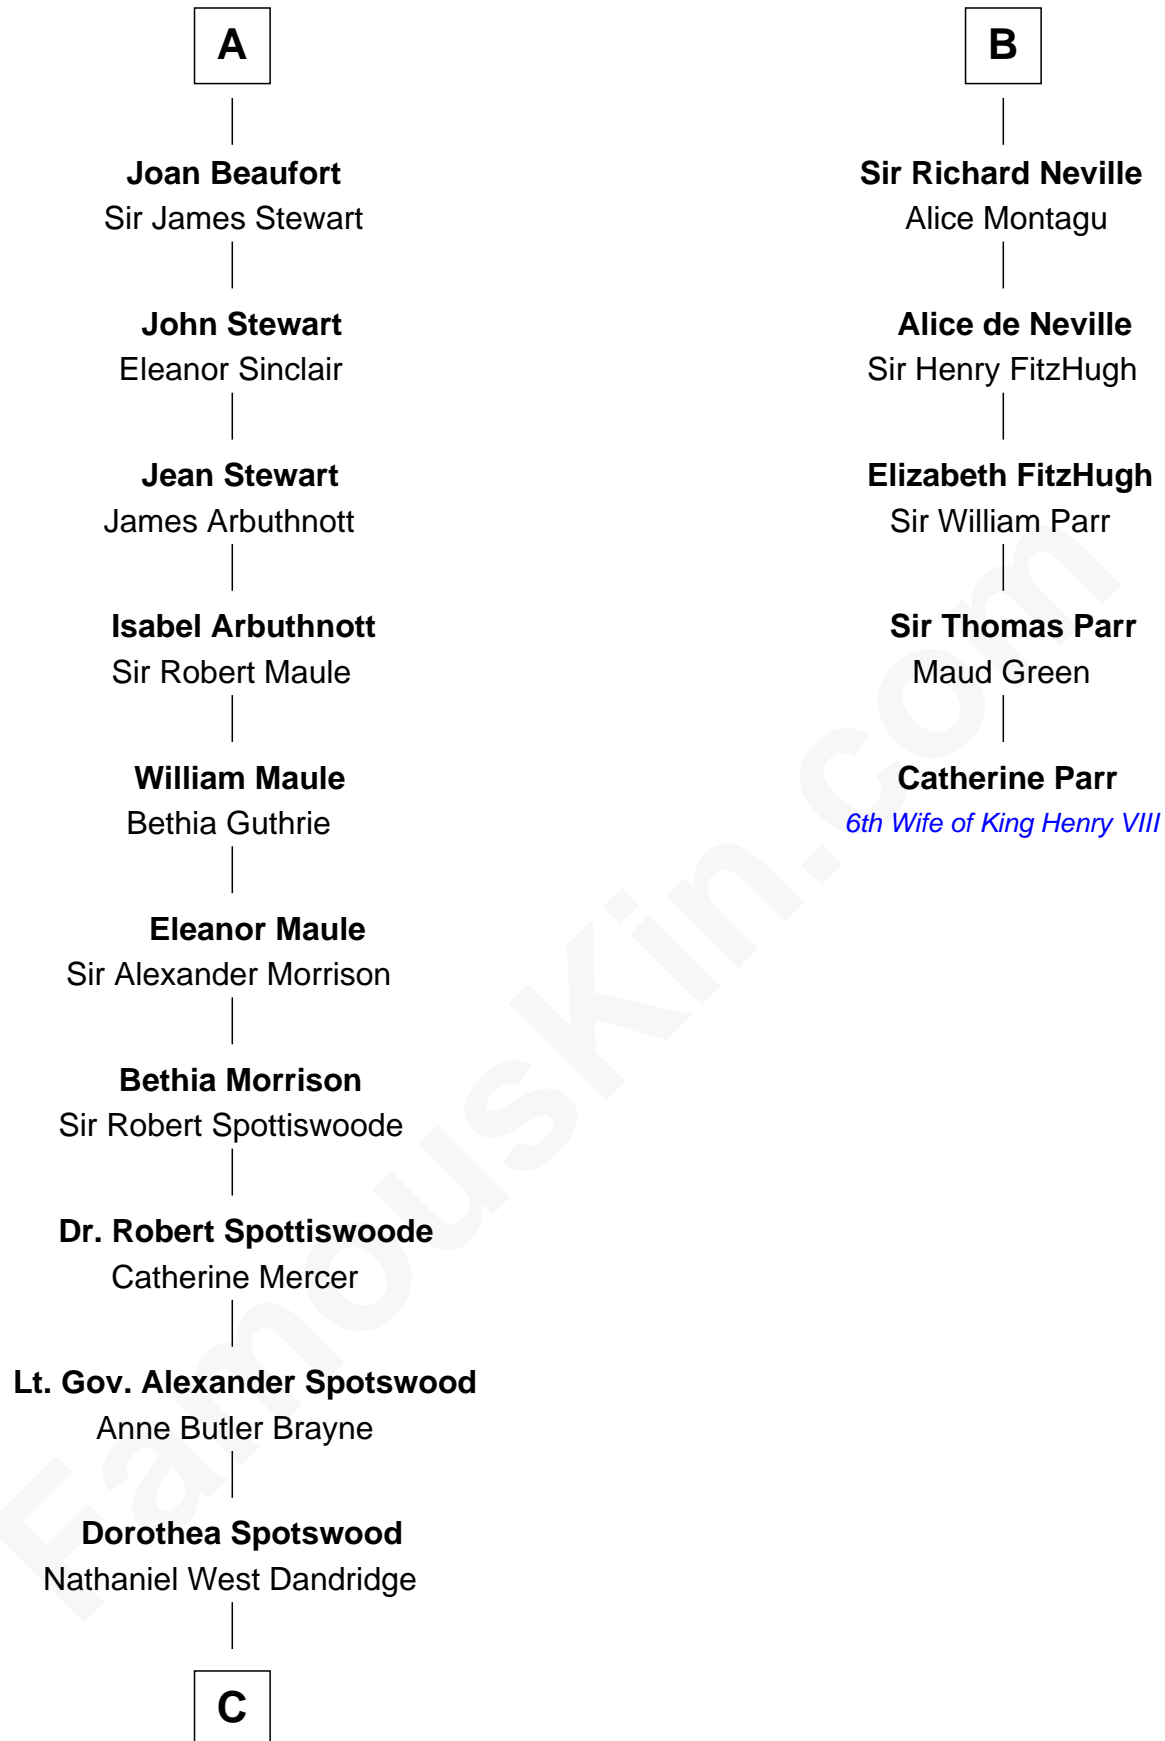 A
Joan Beaufort
Sir James Stewart
John Stewart
Eleanor Sinclair
Jean Stewart
James Arbuthnott
Isabel Arbuthnott
Sir Robert Maule
William Maule
Bethia Guthrie
Eleanor Maule
Sir Alexander Morrison
Bethia Morrison
Sir Robert Spottiswoode
Dr. Robert Spottiswoode
Catherine Mercer
Lt. Gov. Alexander Spotswood
Anne Butler Brayne
Dorothea Spotswood
Nathaniel West Dandridge
C
B
Sir Richard Neville
Alice Montagu
Alice de Neville
Sir Henry FitzHugh
Elizabeth FitzHugh
Sir William Parr
Sir Thomas Parr
Maud Green
Catherine Parr
6th Wife of King Henry VIII
FamousKin.com